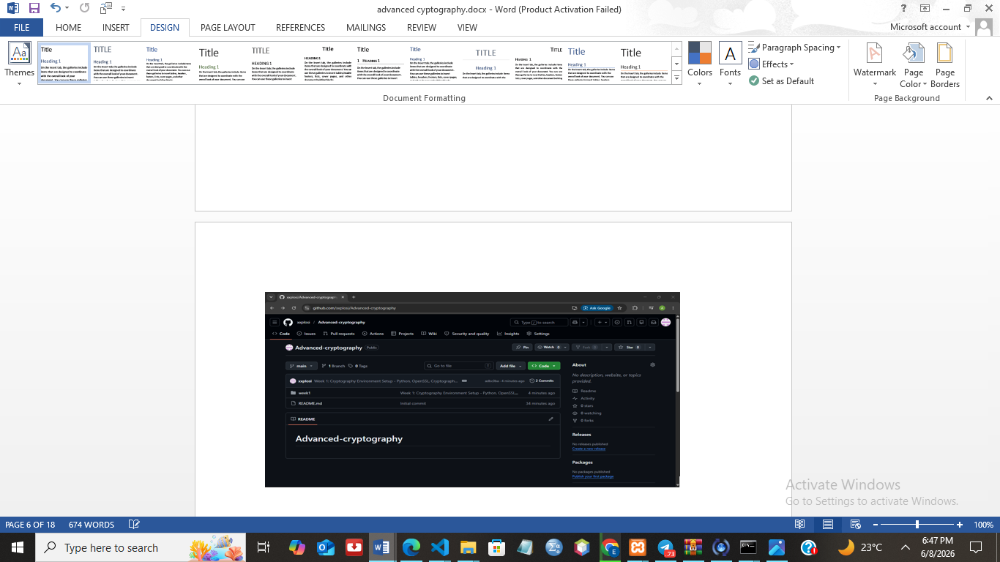 advanced cyptography.docx - Word (Product Activation Failed)
FILE HOME INSERT DESIGN PAGE LAYOUT REFERENCES MAILINGS REVIEW VIEW
Microsoft account
Themes
Title
Heading 1
TITLE
Heading 1
Title
Heading 1
Title
Heading 1
TITLE
HEADING 1
Title
HEADING 1
Title
1 HEADING 1
Title
Heading 1
TITLE
Heading 1
TITLE
HEADING 1
Title
Heading 1
Title
Heading 1
Colors
Fonts
Paragraph Spacing
Effects
Set as Default
Watermark
Page Color
Page Borders
Document Formatting
Page Background
xxplosi/Advanced-cryptography
github.com/xxplosi/Advanced-cryptography
Ask Google
xxplosi / Advanced-cryptography
Type / to search
Code Issues Pull requests Actions Projects Wiki Security and quality Insights Settings
Advanced-cryptography Public
Pin Watch 0 Fork 0 Star 0
main 1 Branch 0 Tags
Go to file
Add file
Code
xxplosi Week 1: Cryptography Environment Setup - Python, OpenSSL, Cryptograph...
4 minutes ago
2 Commits
week1 Week 1: Cryptography Environment Setup - Python, OpenSSL,... 4 minutes ago
README.md Initial commit 34 minutes ago
README
Advanced-cryptography
About
No description, website, or topics
provided.
Readme
Activity
0 stars
0 watching
0 forks
Releases
No releases published
Create a new release
Packages
No packages published
Publish your first package
Activate Windows
Go to Settings to activate Windows.
PAGE 6 OF 18 674 WORDS
100%
Type here to search
.73
23°C
6:47 PM
6/8/2026